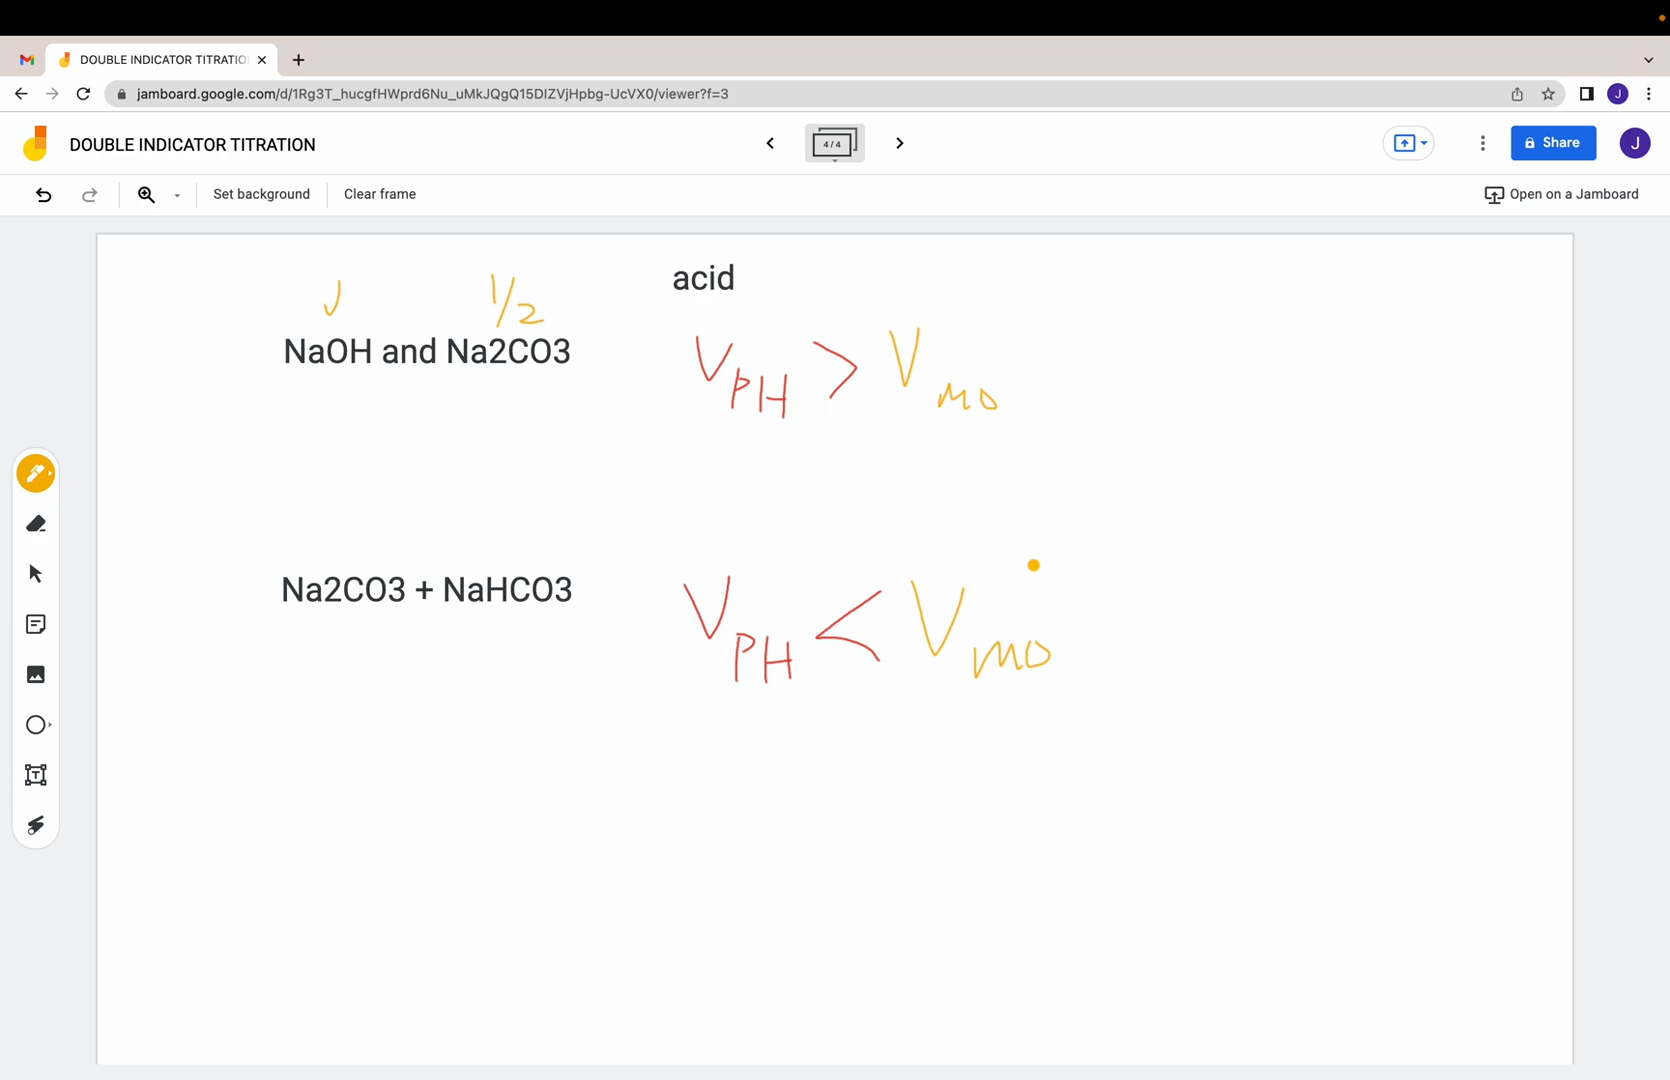 DOUBLE INDICATOR TITRATIO
jamboard.google.com/d/1Rg3T_hucgfHWprd6Nu_uMkJQgQ15DIZVjHpbg-UcVX0/viewer?f=3
J
DOUBLE INDICATOR TITRATION
4 / 4
Share
J
Set background
Clear frame
Open on a Jamboard
acid
1/2
NaOH and Na2CO3
V PH > V MO
Na2CO3 + NaHCO3
V PH < V MO